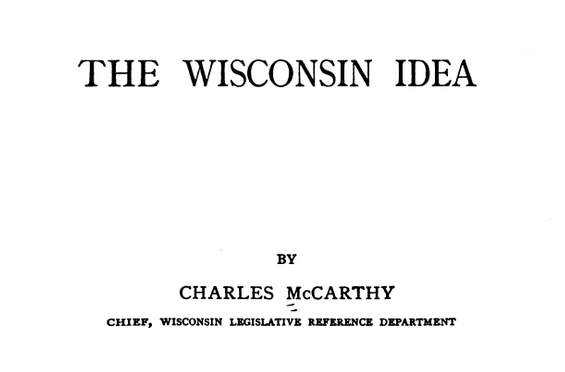 THE WISCONSIN IDEA
BY
CHARLES McCARTHY
CHIEF, WISCONSIN LEGISLATIVE REFERENCE DEPARTMENT